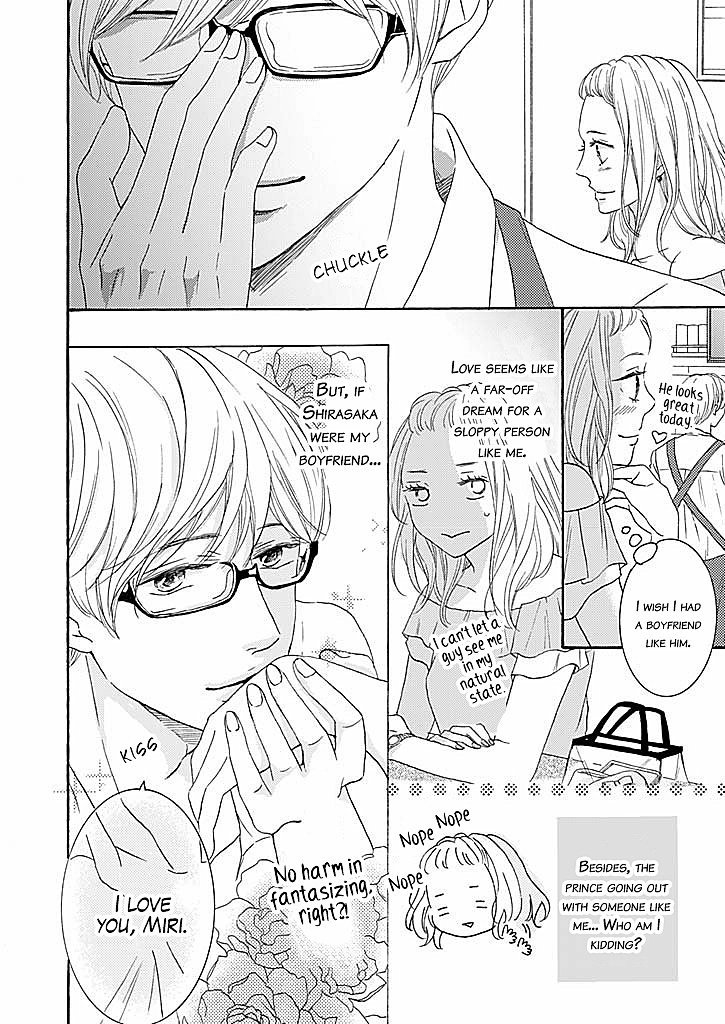 CHUCKLE
He looks
great
today.
I WISH I HAD
A BOYFRIEND
LIKE HIM.
LOVE SEEMS LIKE
A FAR-OFF
DREAM FOR A
SLOPPY PERSON
LIKE ME.
I can't let a
guy see me
in my
natural
state.
BESIDES, THE
PRINCE GOING OUT
WITH SOMEONE LIKE
ME... WHO AM I
KIDDING?
Nope Nope
Nope
BUT, IF
SHIRASAKA
WERE MY
BOYFRIEND...
KISS
No harm in
fantasizing,
right?!
I LOVE
YOU, MIRI.